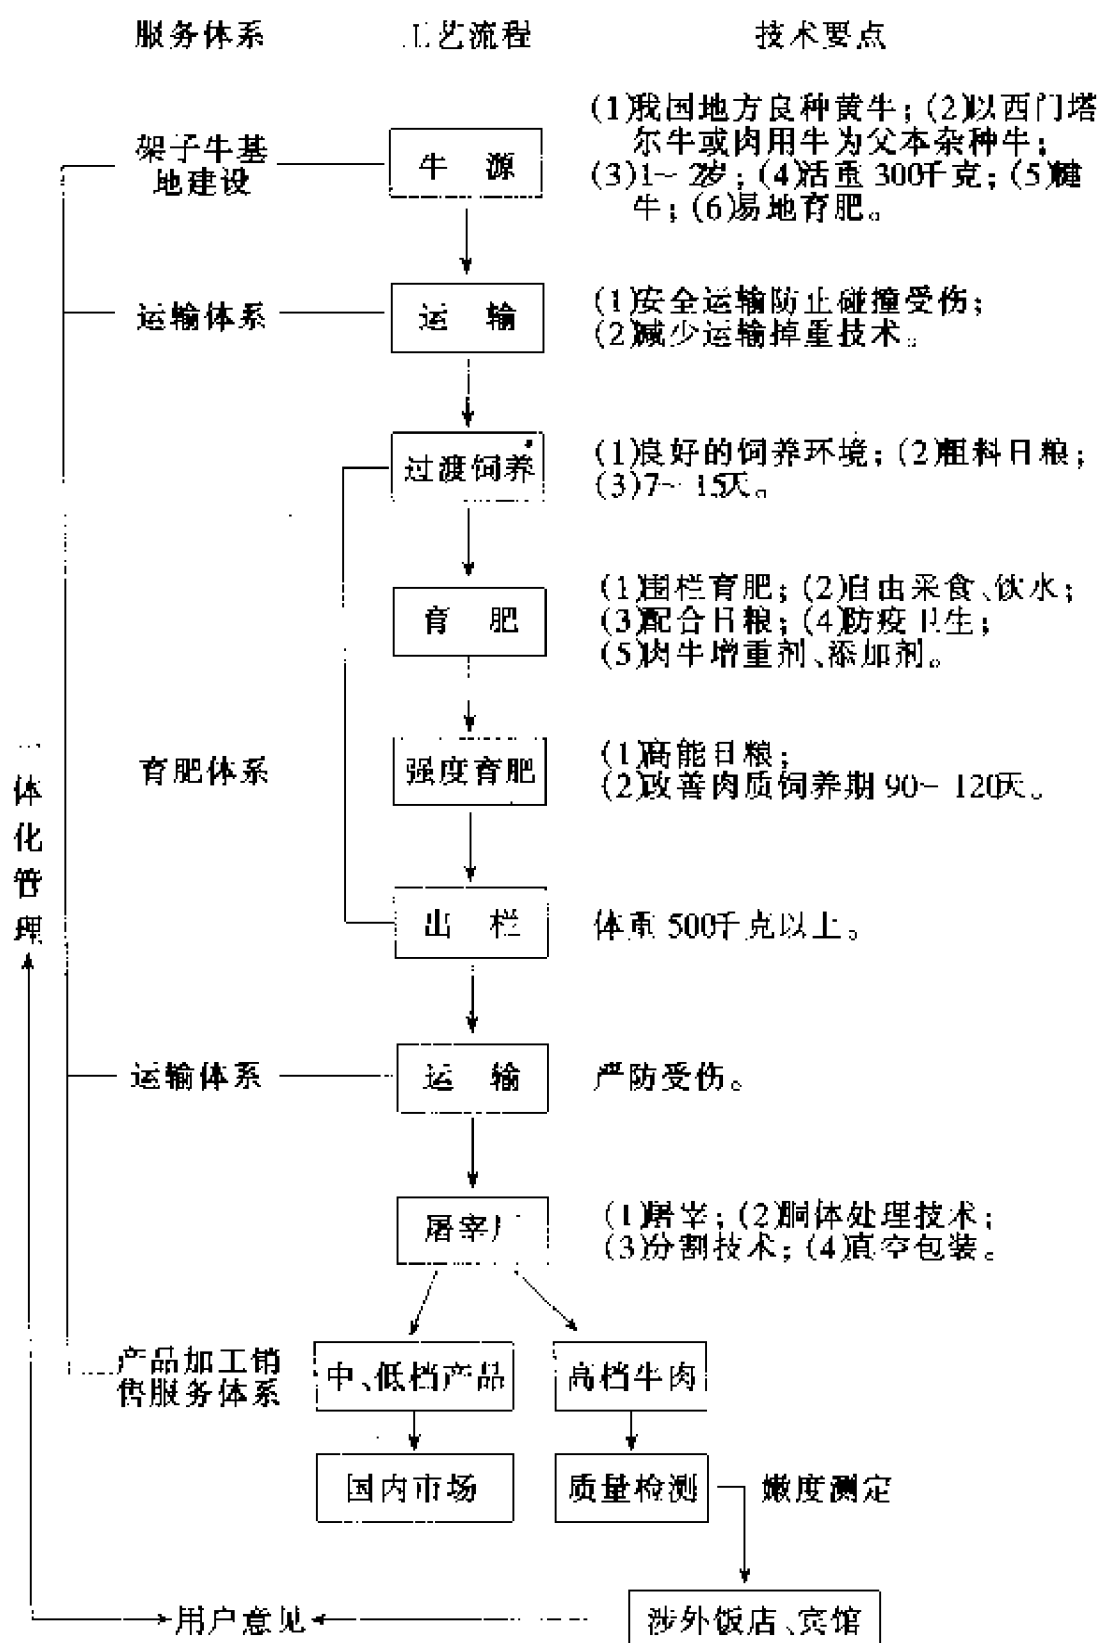 服务体系 工艺流程 技术要点
(1)我国地方良种黄牛；(2)以西门塔
架子牛基
地建设
牛 源
尔牛或肉用牛为父本杂种牛；
(3)1~2岁；(4)活重300千克；(5)犍
牛；(6)易地育肥。
运输体系
运 输
(1)安全运输防止碰撞受伤；
(2)减少运输掉重技术。
过渡饲养
(1)良好的饲养环境；(2)粗料日粮；
(3)7~15天。
育 肥
(1)围栏育肥；(2)自由采食、饮水；
(3)配合日粮；(4)防疫卫生；
(5)肉牛增重剂、添加剂。
一体化管理
育肥体系
强度育肥
(1)高能日粮；
(2)改善肉质饲养期90~120天。
出 栏
体重500千克以上。
运输体系
运 输
严防受伤。
屠宰厂
(1)屠宰；(2)胴体处理技术；
(3)分割技术；(4)真空包装。
产品加工销
售服务体系
中、低档产品
高档牛肉
国内市场
质量检测
嫩度测定
用户意见
涉外饭店、宾馆